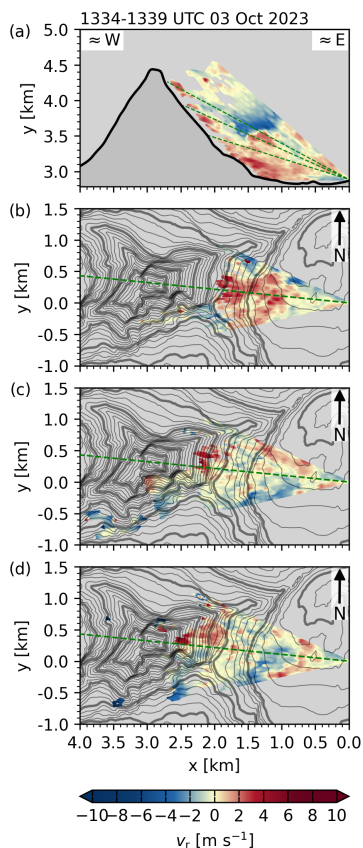 1334-1339 UTC 03 Oct 2023
(a)
5.0
≈ W
≈ E
4.5
4.0
3.5
3.0
y [km]
(b)
1.5
1.0
0.5
0.0
-0.5
-1.0
y [km]
N
(c)
1.5
1.0
0.5
0.0
-0.5
-1.0
y [km]
N
(d)
1.5
1.0
0.5
0.0
-0.5
-1.0
y [km]
N
4.0 3.5 3.0 2.5 2.0 1.5 1.0 0.5 0.0
x [km]
−10 −8 −6 −4 −2 0 2 4 6 8 10
vr [m s⁻¹]